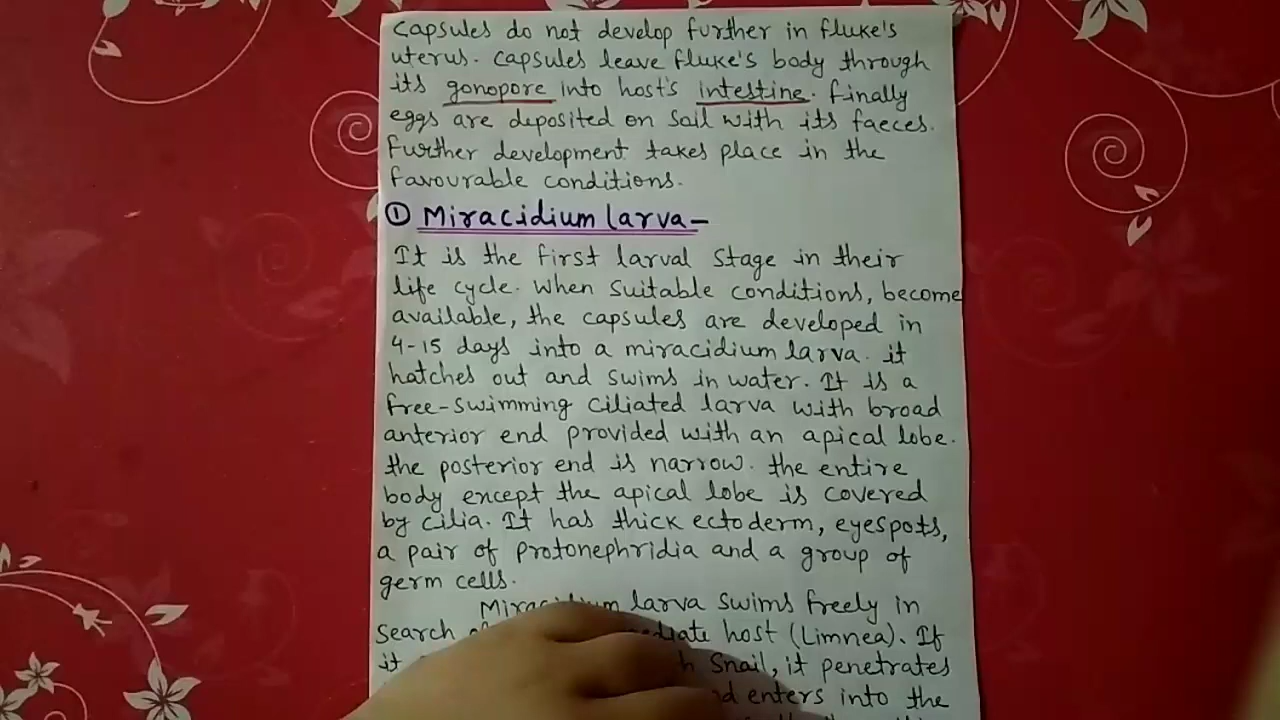 Capsules do not develop further in fluke's
uterus. Capsules leave fluke's body through
its gonopore into host's intestine. Finally
eggs are deposited on soil with its faeces.
Further development takes place in the
favourable conditions.
① Miracidium larva-
It is the first larval stage in their
life cycle. When suitable conditions, become
available, the capsules are developed in
4-15 days into a miracidium larva. it
hatches out and swims in water. It is a
free-swimming ciliated larva with broad
anterior end provided with an apical lobe.
the posterior end is narrow. the entire
body except the apical lobe is covered
by cilia. It has thick ectoderm, eyespots,
a pair of protonephridia and a group of
germ cells.
Miracidium larva swims freely in
search host (Limnea). If
it Snail, it penetrates
enters into the